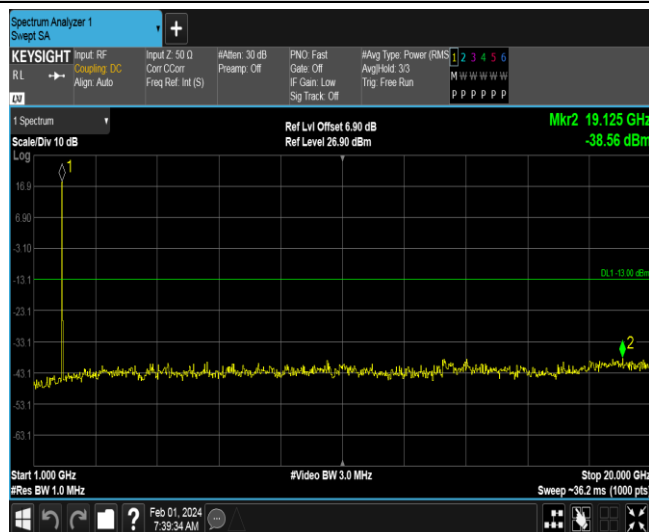 Spectrum Analyzer 1
Swept SA
+
KEYSIGHT Input: RF Input Z: 50 Ω #Atten: 30 dB PNO: Fast #Avg Type: Power (RMS 1 2 3 4 5 6
RL Coupling: DC Corr CCorr Preamp: Off Gate: Off Avg|Hold: 3/3 M W W W W W
Align: Auto Freq Ref: Int (S) IF Gain: Low Trig: Free Run
Sig Track: Off P P P P P P
LXI
1 Spectrum Ref Lvl Offset 6.90 dB Mkr2 19.125 GHz
Scale/Div 10 dB Ref Level 26.90 dBm -38.56 dBm
Log
1
16.9
6.90
-3.10
DL1 -13.00 dBm
-13.1
-23.1
-33.1
2
-43.1
-53.1
-63.1
Start 1.000 GHz #Video BW 3.0 MHz Stop 20.000 GHz
#Res BW 1.0 MHz Sweep ~36.2 ms (1000 pts)
? Feb 01, 2024
7:39:34 AM